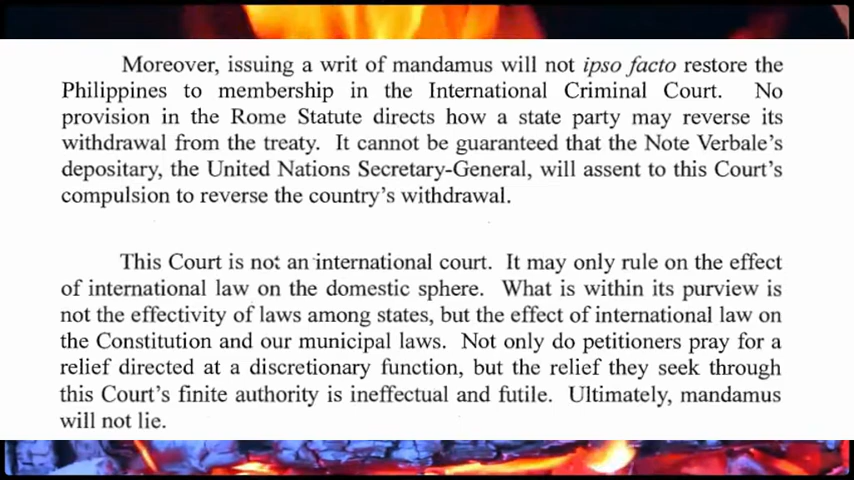 Moreover, issuing a writ of mandamus will not ipso facto restore the
Philippines to membership in the International Criminal Court. No
provision in the Rome Statute directs how a state party may reverse its
withdrawal from the treaty. It cannot be guaranteed that the Note Verbale's
depositary, the United Nations Secretary-General, will assent to this Court's
compulsion to reverse the country's withdrawal.
This Court is not an international court. It may only rule on the effect
of international law on the domestic sphere. What is within its purview is
not the effectivity of laws among states, but the effect of international law on
the Constitution and our municipal laws. Not only do petitioners pray for a
relief directed at a discretionary function, but the relief they seek through
this Court's finite authority is ineffectual and futile. Ultimately, mandamus
will not lie.